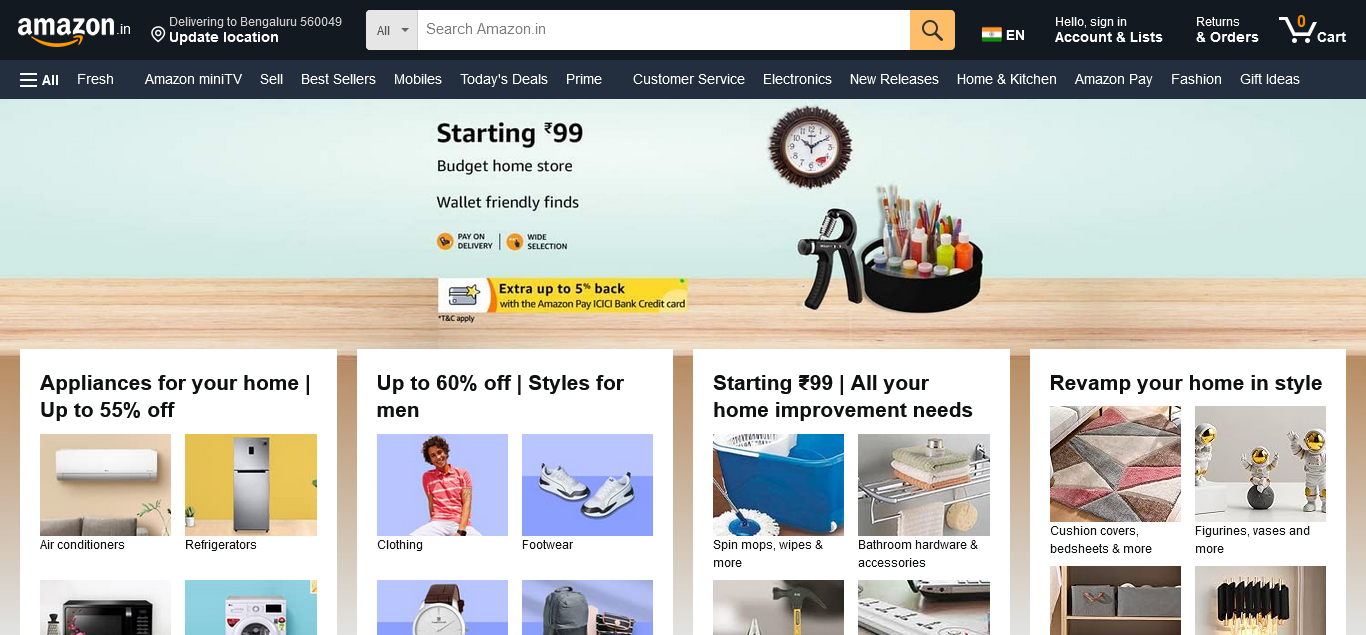 amazon.in
Delivering to Bengaluru 560049
Update location
All
Search Amazon.in
EN
Hello, sign in
Account & Lists
Returns
& Orders
0
Cart
All Fresh Amazon miniTV Sell Best Sellers Mobiles Today's Deals Prime Customer Service Electronics New Releases Home & Kitchen Amazon Pay Fashion Gift Ideas
Starting ₹99
Budget home store
Wallet friendly finds
PAY ON
DELIVERY
WIDE
SELECTION
Extra up to 5% back
with the Amazon Pay ICICI Bank Credit card
*T&C apply
Appliances for your home |
Up to 55% off
Air conditioners
Refrigerators
Up to 60% off | Styles for
men
Clothing
Footwear
Starting ₹99 | All your
home improvement needs
Spin mops, wipes &
more
Bathroom hardware &
accessories
Revamp your home in style
Cushion covers,
bedsheets & more
Figurines, vases and
more